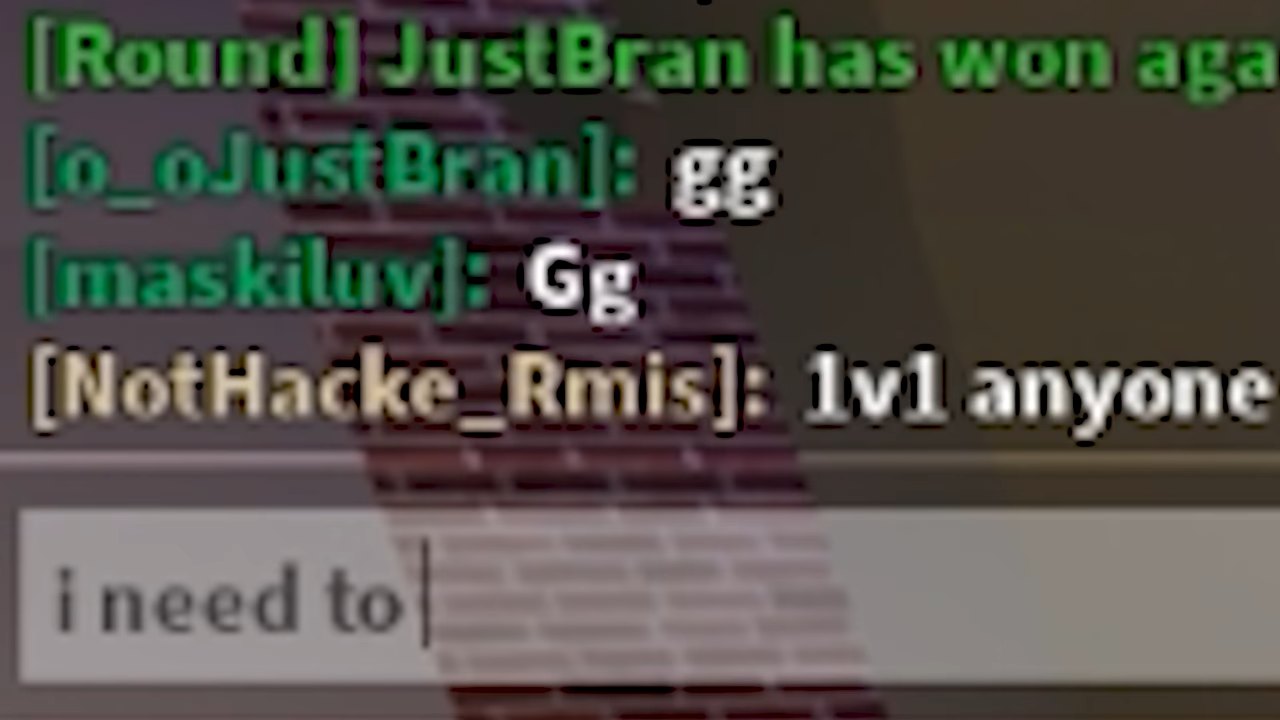 [Round] JustBran has won aga
[o_oJustBran]: gg
[maskiluv]: Gg
[NotHacke_Rmis]: 1v1 anyone
i need to